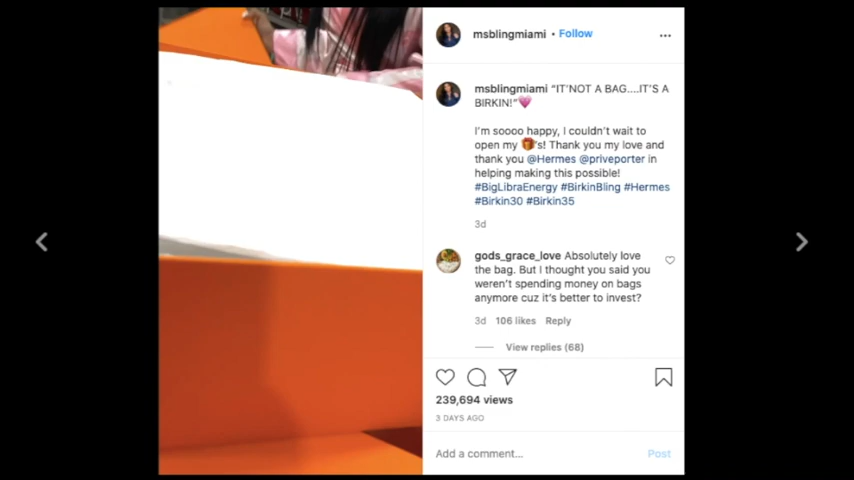 msblingmiami • Follow
msblingmiami "IT'NOT A BAG....IT'S A
BIRKIN!"💗
I'm soooo happy, I couldn't wait to
open my 🎁's! Thank you my love and
thank you @Hermes @priveporter in
helping making this possible!
#BigLibraEnergy #BirkinBling #Hermes
#Birkin30 #Birkin35
3d
gods_grace_love Absolutely love
the bag. But I thought you said you
weren't spending money on bags
anymore cuz it's better to invest?
3d 106 likes Reply
View replies (68)
239,694 views
3 DAYS AGO
Add a comment... Post